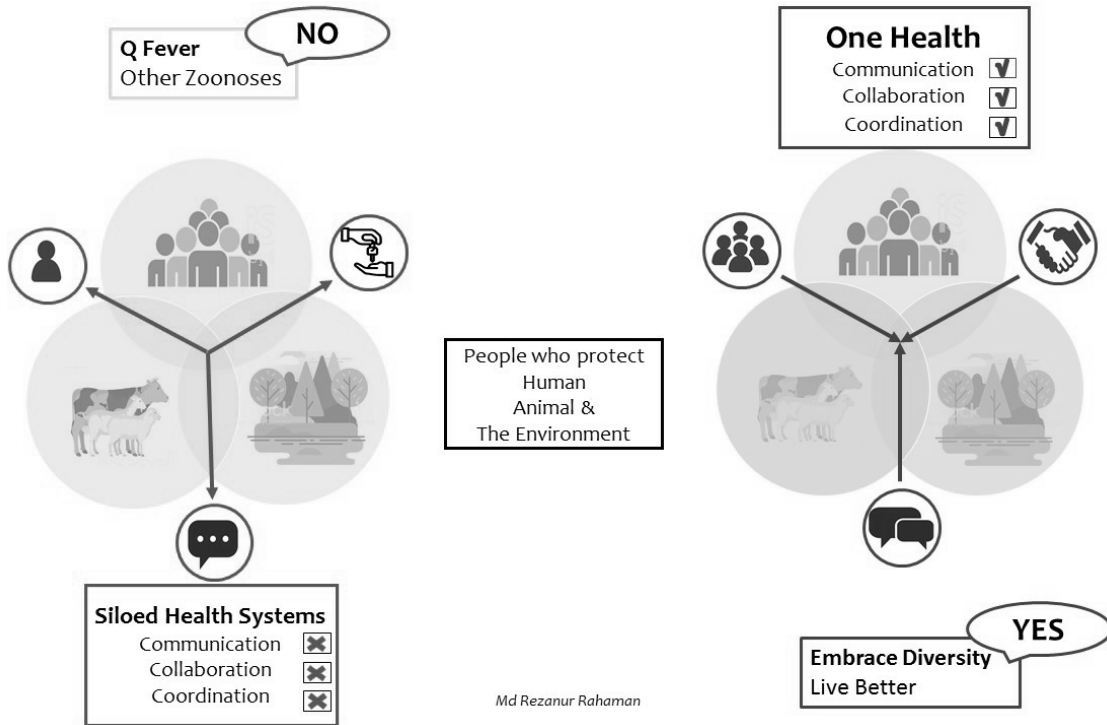 NO
Q Fever
Other Zoonoses
One Health
Communication
Collaboration
Coordination
People who protect
Human
Animal &
The Environment
Siloed Health Systems
Communication
Collaboration
Coordination
YES
Embrace Diversity
Live Better
Md Rezanur Rahaman